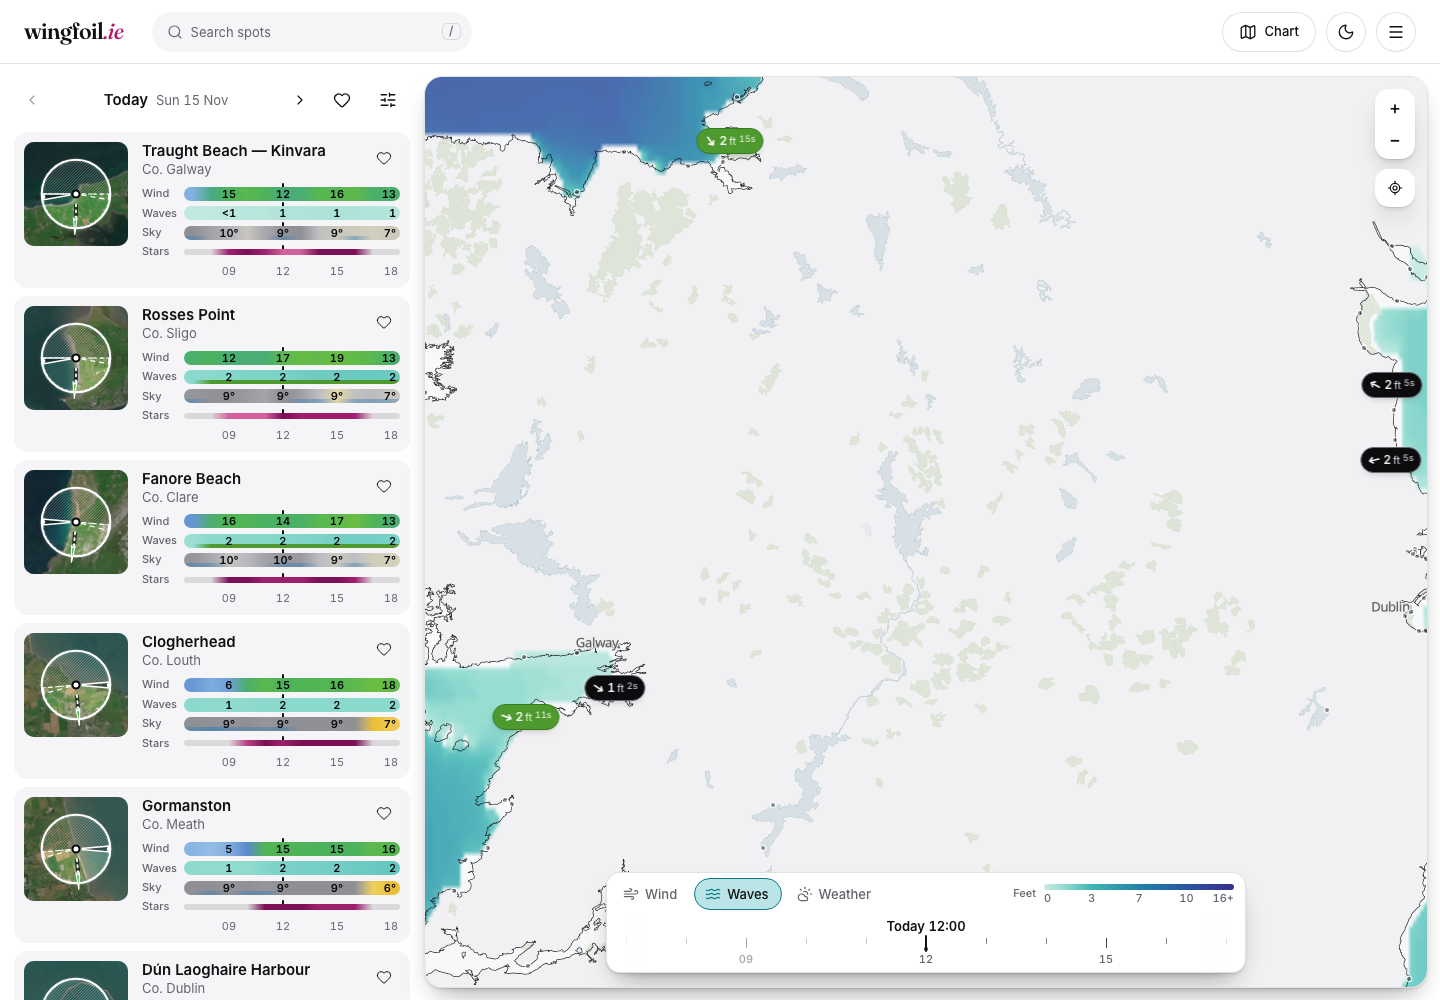 wingfoil.ie
Search spots
/
Chart
Today Sun 15 Nov
Traught Beach — Kinvara
Co. Galway
Wind 15 12 16 13
Waves <1 1 1 1
Sky 10° 9° 9° 7°
Stars
09 12 15 18
Rosses Point
Co. Sligo
Wind 12 17 19 13
Waves 2 2 2 2
Sky 9° 9° 9° 7°
Stars
09 12 15 18
Fanore Beach
Co. Clare
Wind 16 14 17 13
Waves 2 2 2 2
Sky 10° 10° 9° 7°
Stars
09 12 15 18
Clogherhead
Co. Louth
Wind 6 15 16 18
Waves 1 2 2 2
Sky 9° 9° 9° 7°
Stars
09 12 15 18
Gormanston
Co. Meath
Wind 5 15 15 16
Waves 1 2 2 2
Sky 9° 9° 9° 6°
Stars
09 12 15 18
Dún Laoghaire Harbour
Co. Dublin
2 ft 15s
+
−
2 ft 5s
2 ft 5s
Dublin
Galway
1 ft 2s
2 ft 11s
Wind Waves Weather
Feet 0 3 7 10 16+
Today 12:00
09 12 15